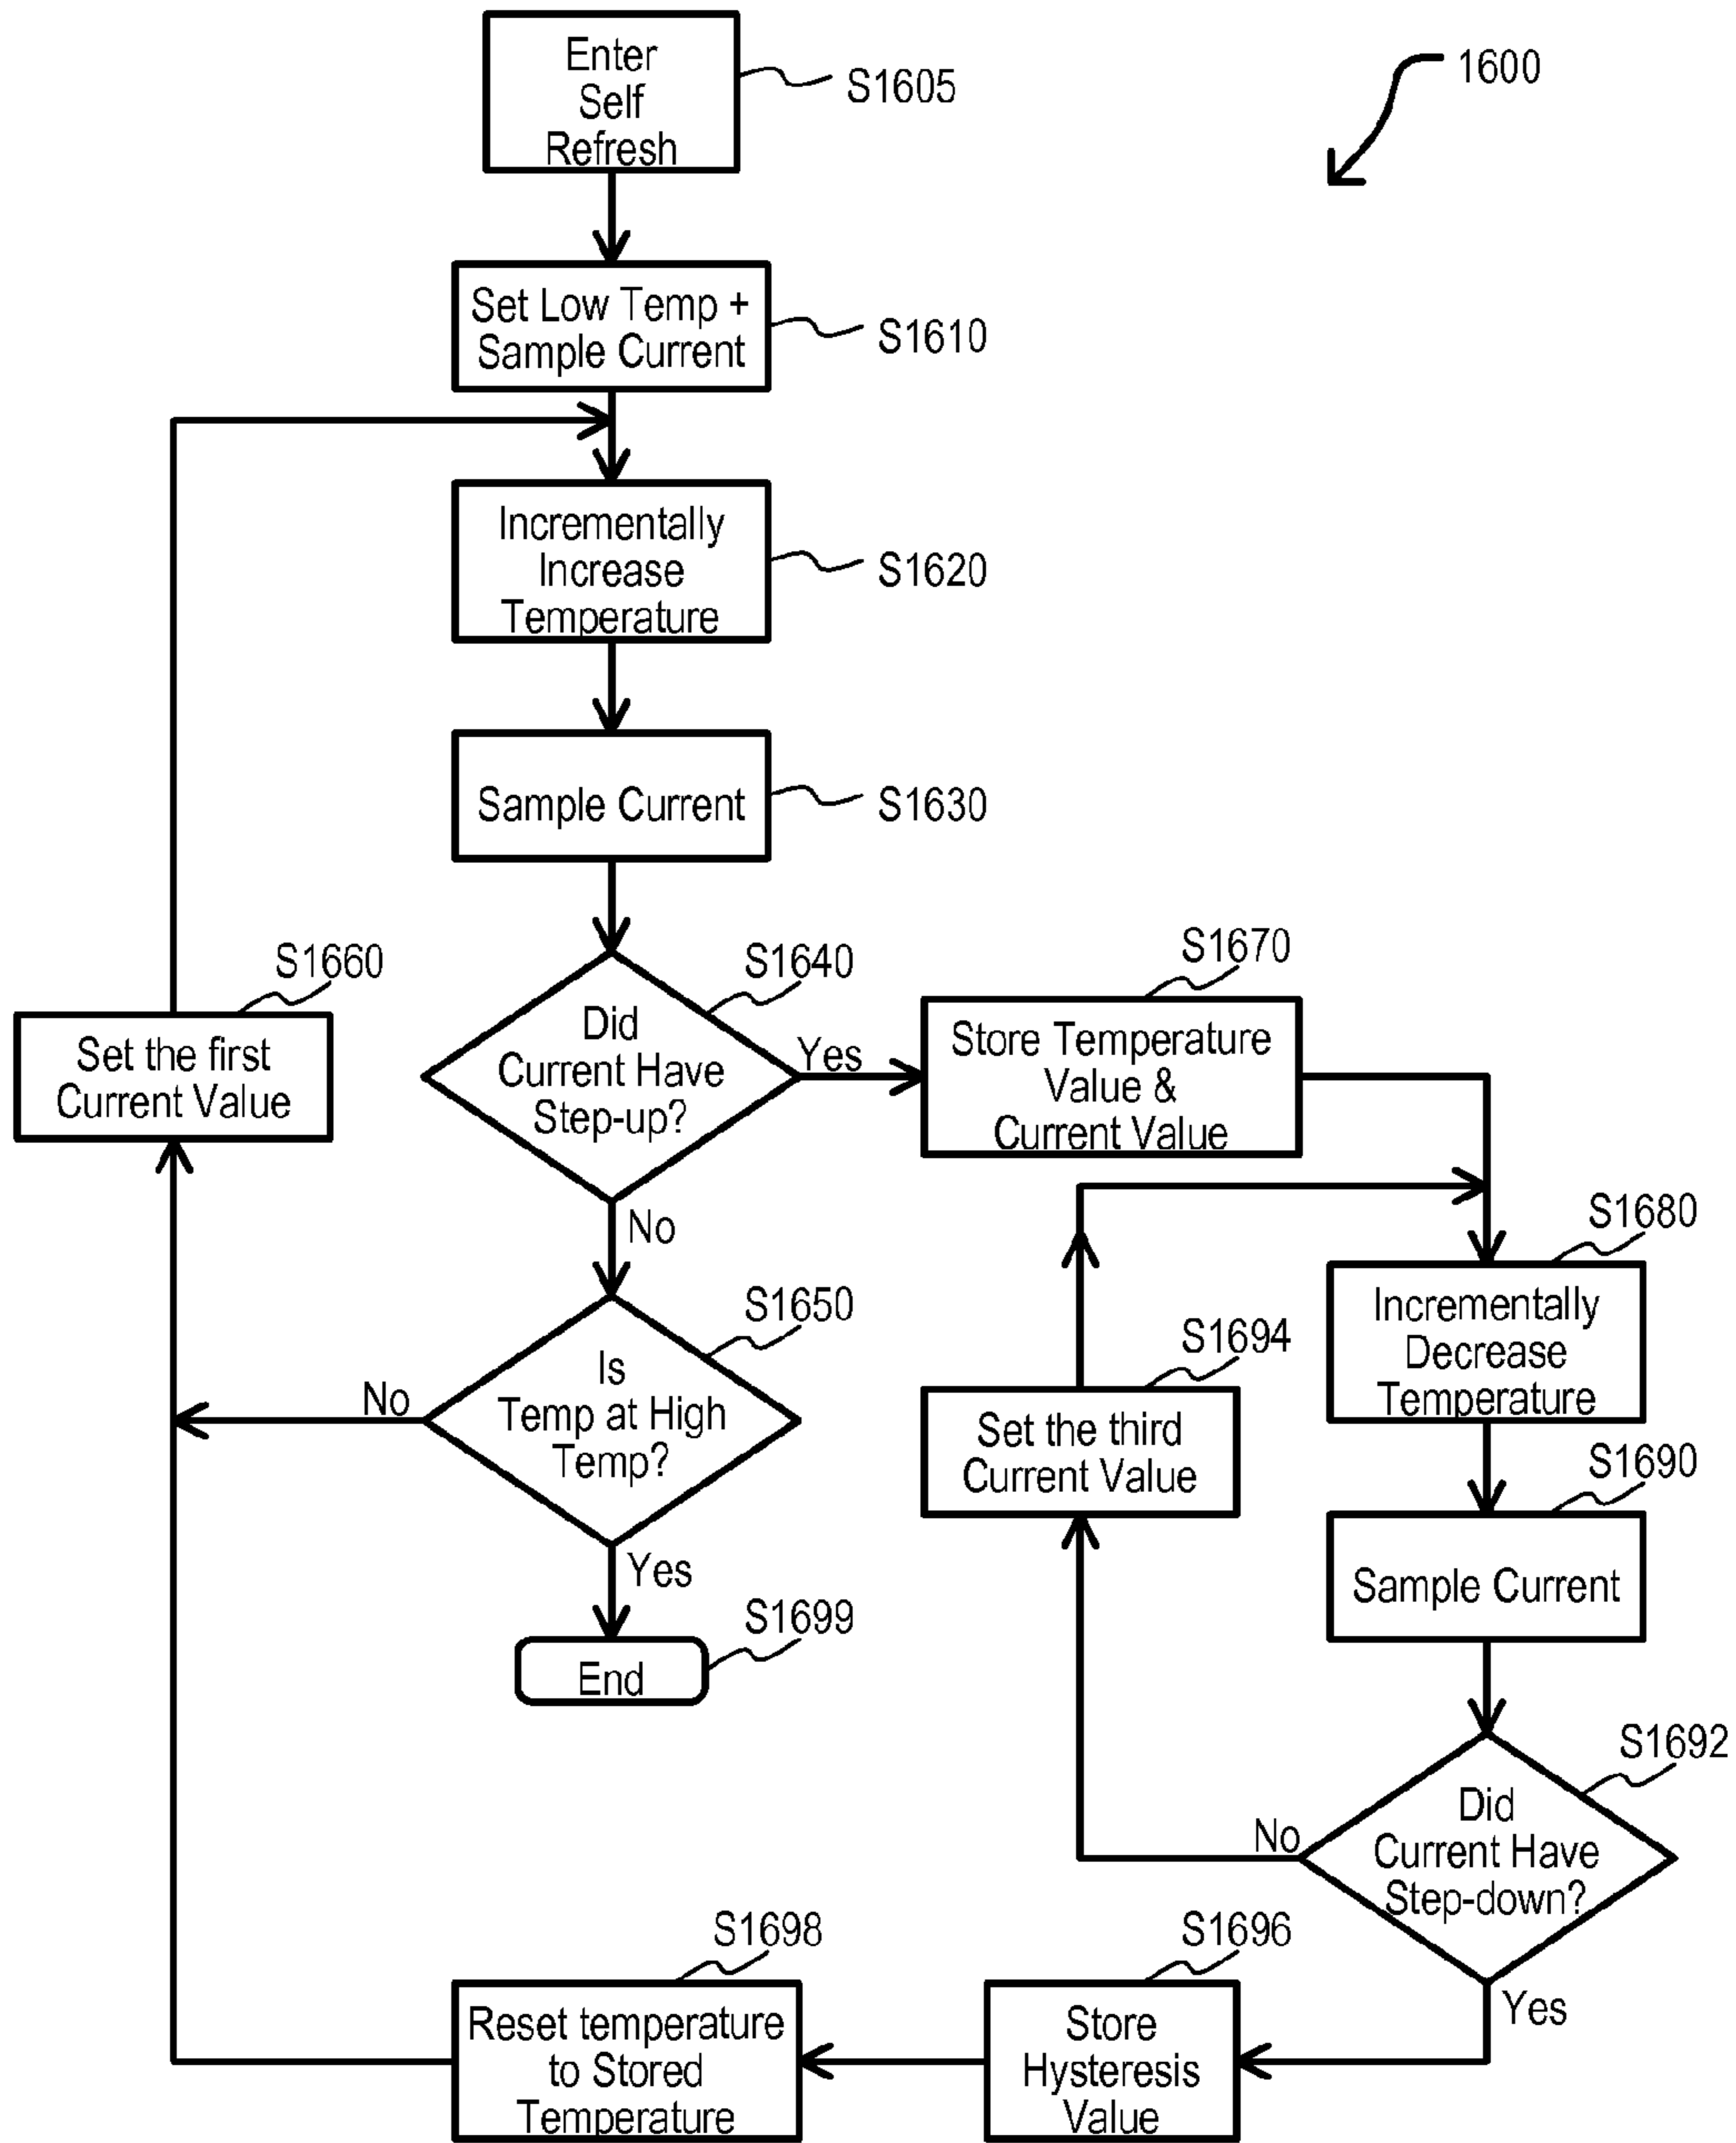 Enter
Self
Refresh
S1605
1600
Set Low Temp +
Sample Current
S1610
Incrementally
Increase
Temperature
S1620
Sample Current
S1630
S1660
Set the first
Current Value
S1640
Did
Current Have
Step-up?
Yes
No
S1670
Store Temperature
Value &
Current Value
S1650
Is
Temp at High
Temp?
No
Yes
S1699
End
S1680
Incrementally
Decrease
Temperature
S1694
Set the third
Current Value
S1690
Sample Current
S1692
Did
Current Have
Step-down?
No
Yes
S1696
Store
Hysteresis
Value
S1698
Reset temperature
to Stored
Temperature